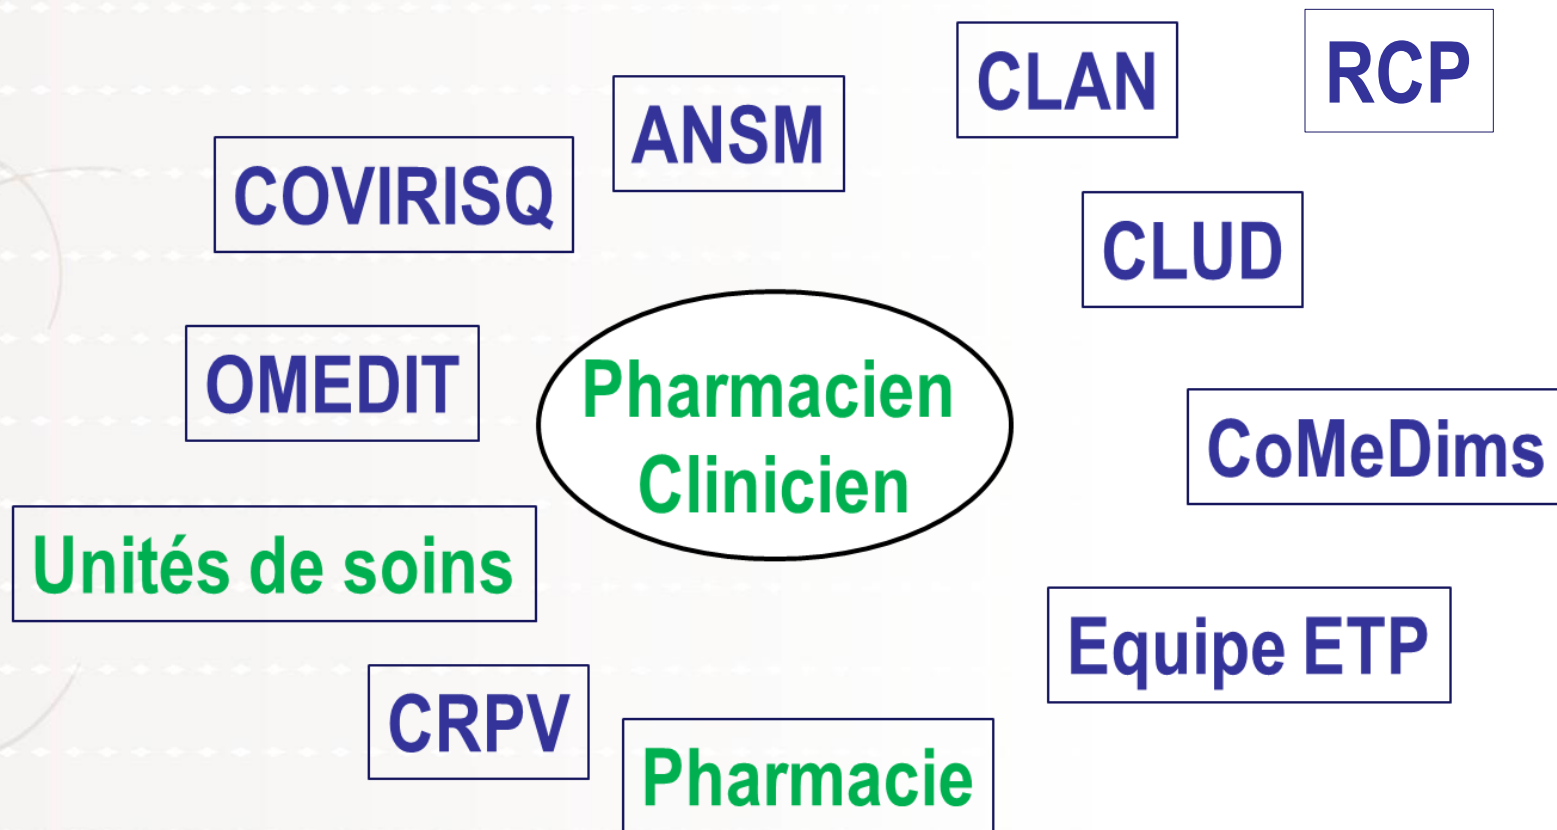 RCP
CLAN
ANSM
COVIRISQ
CLUD
OMEDIT
Pharmacien
Clinicien
CoMeDims
Unités de soins
Equipe ETP
CRPV
Pharmacie